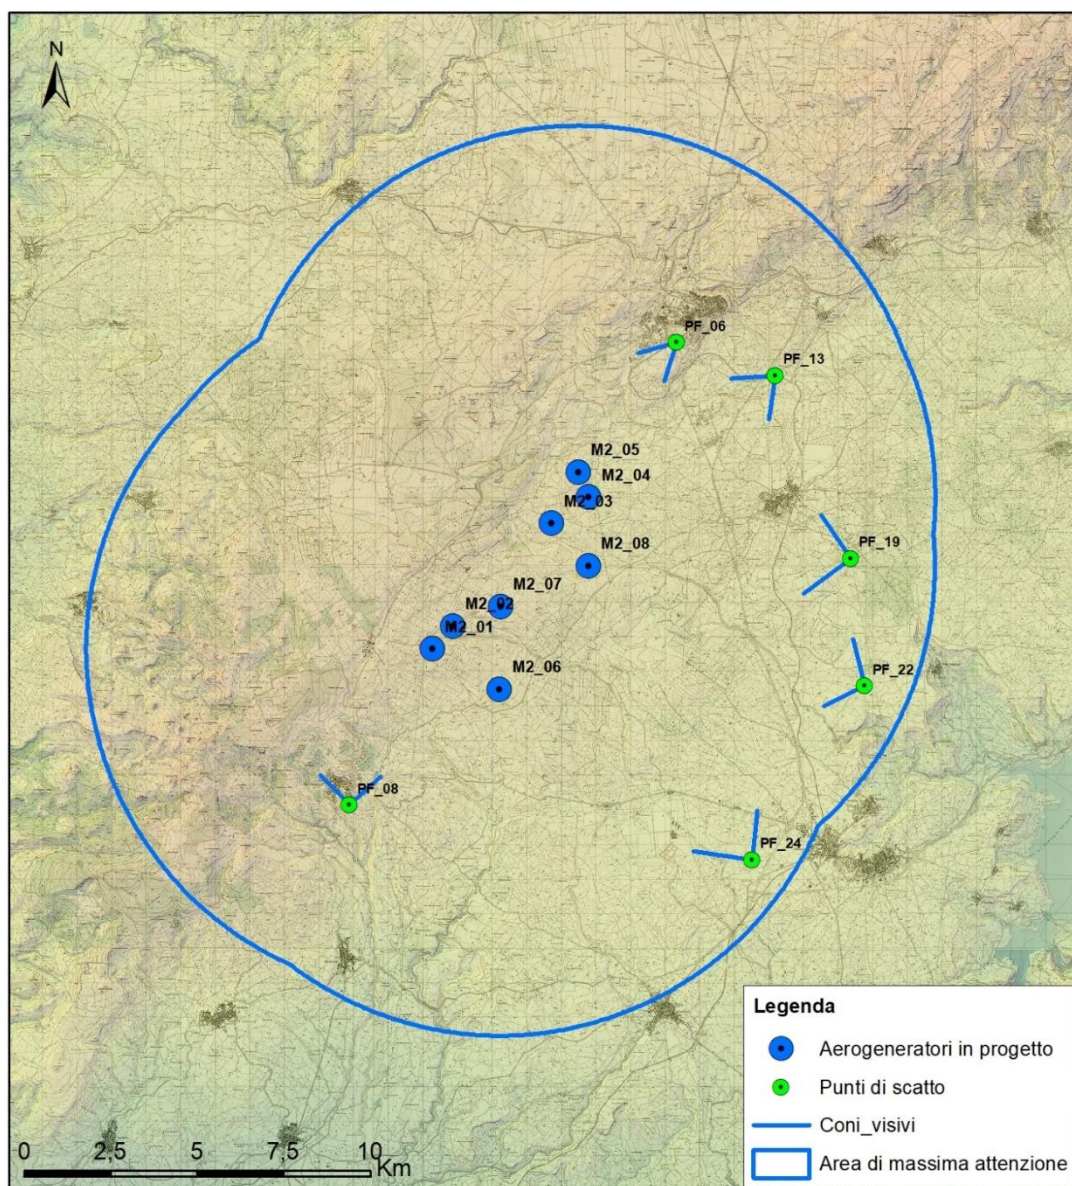 N
PF_06
PF_13
M2_05
M2_04
M2_03
PF_19
M2_08
M2_07
M2_02
M2_01
PF_22
M2_06
PF_08
PF_24
Legenda
Aerogeneratori in progetto
Punti di scatto
Coni_visivi
Area di massima attenzione
0 2,5 5 7,5 10
Km